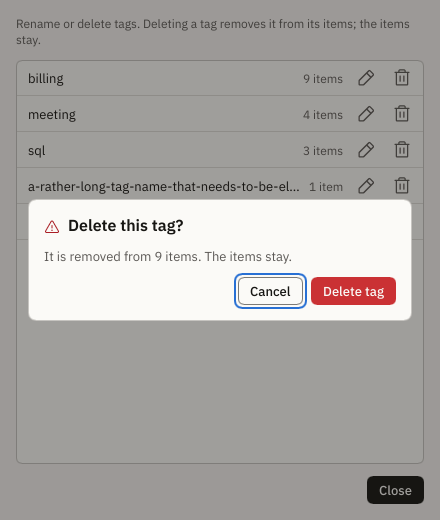 Rename or delete tags. Deleting a tag removes it from its items; the items
stay.
billing 9 items
meeting 4 items
sql 3 items
a-rather-long-tag-name-that-needs-to-be-el... 1 item
Delete this tag?
It is removed from 9 items. The items stay.
Cancel Delete tag
Close